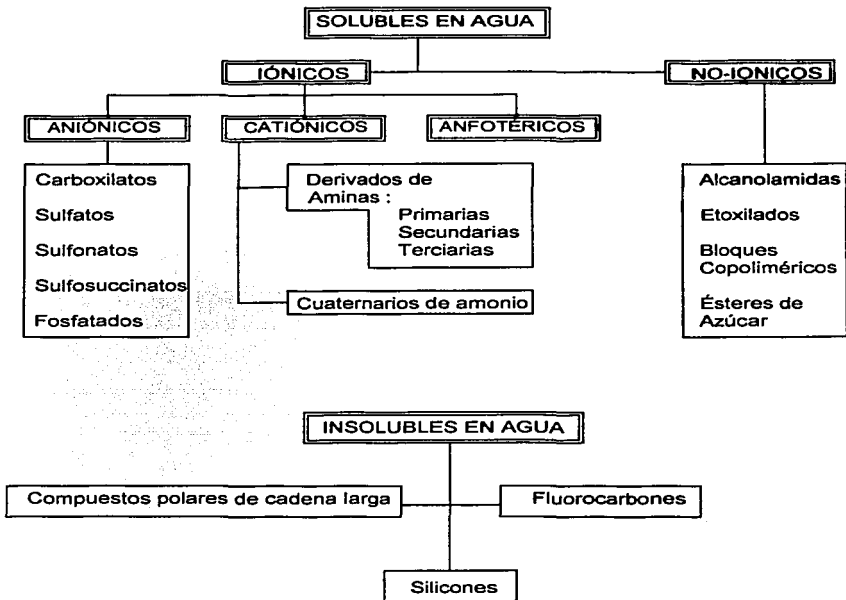 SOLUBLES EN AGUA
IÓNICOS
NO-IONICOS
ANIÓNICOS
CATIÓNICOS
ANFOTÉRICOS
Carboxilatos
Sulfatos
Sulfonatos
Sulfosuccinatos
Fosfatados
Derivados de
Aminas :
Primarias
Secundarias
Terciarias
Cuaternarios de amonio
Alcanolamidas
Etoxilados
Bloques
Copoliméricos
Ésteres de
Azúcar
INSOLUBLES EN AGUA
Compuestos polares de cadena larga
Fluorocarbones
Silicones